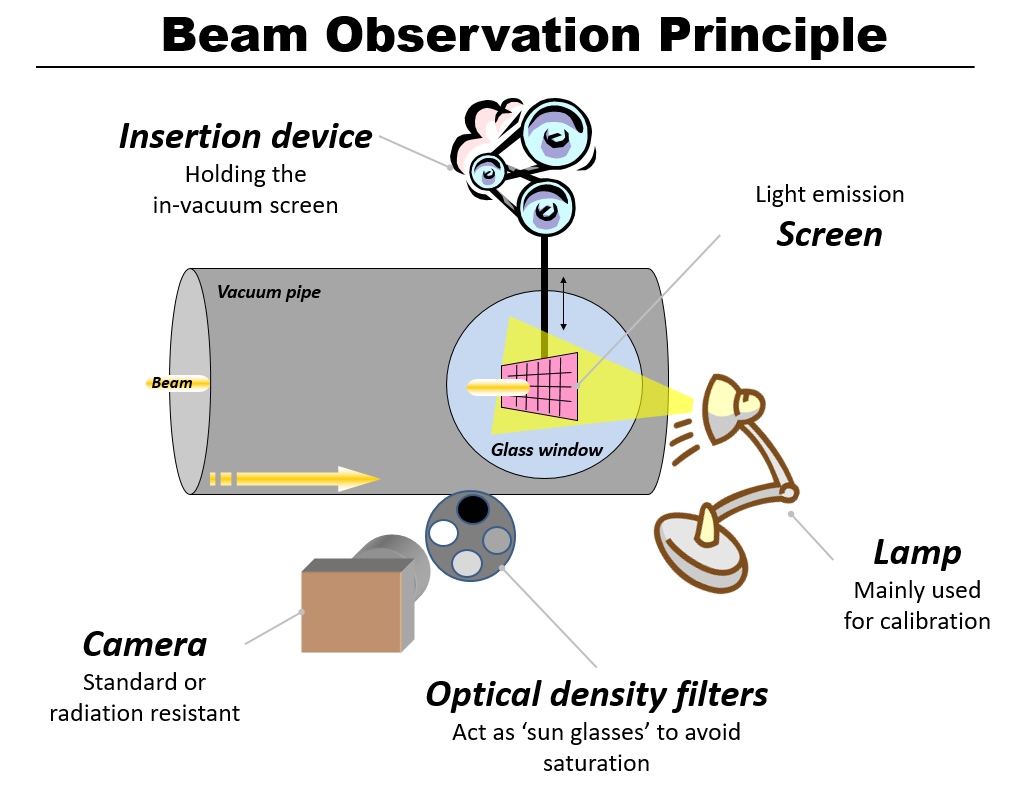 Beam Observation Principle
Insertion device
Holding the
in-vacuum screen
Light emission
Screen
Vacuum pipe
Beam
Glass window
Lamp
Mainly used
for calibration
Camera
Standard or
radiation resistant
Optical density filters
Act as ‘sun glasses’ to avoid
saturation